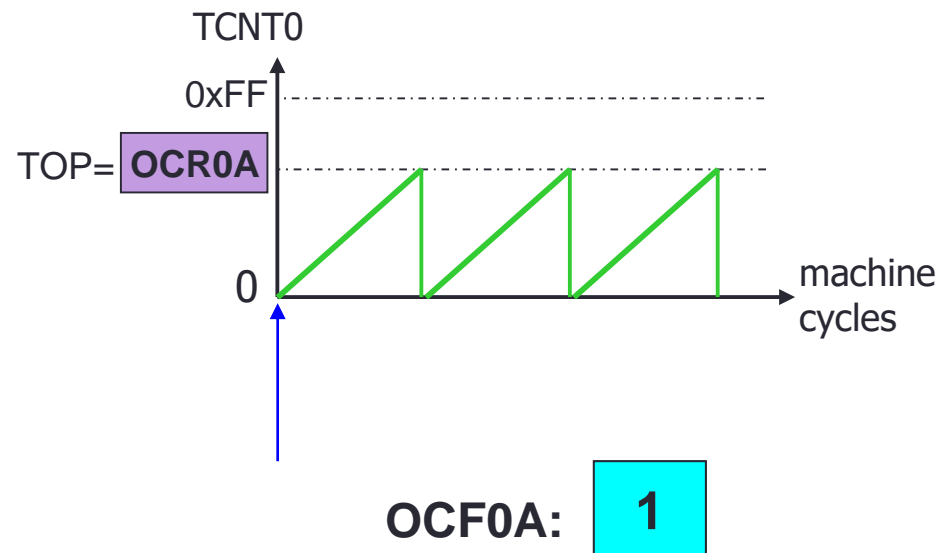 TCNT0
0xFF
TOP= OCR0A
0
machine
cycles
OCF0A: 1